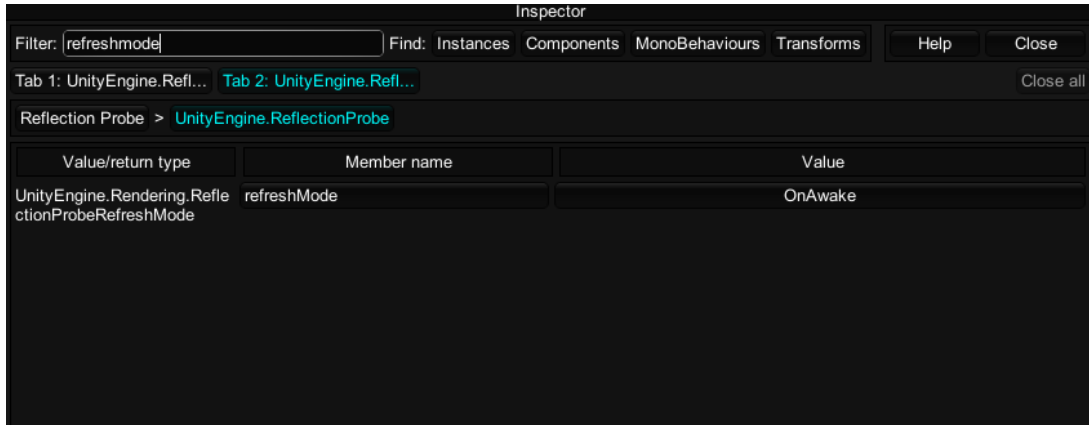 Inspector
Filter: refreshmode Find: Instances Components MonoBehaviours Transforms Help Close
Tab 1: UnityEngine.Refl... Tab 2: UnityEngine.Refl... Close all
Reflection Probe > UnityEngine.ReflectionProbe
Value/return type Member name Value
UnityEngine.Rendering.Refle refreshMode OnAwake
ctionProbeRefreshMode